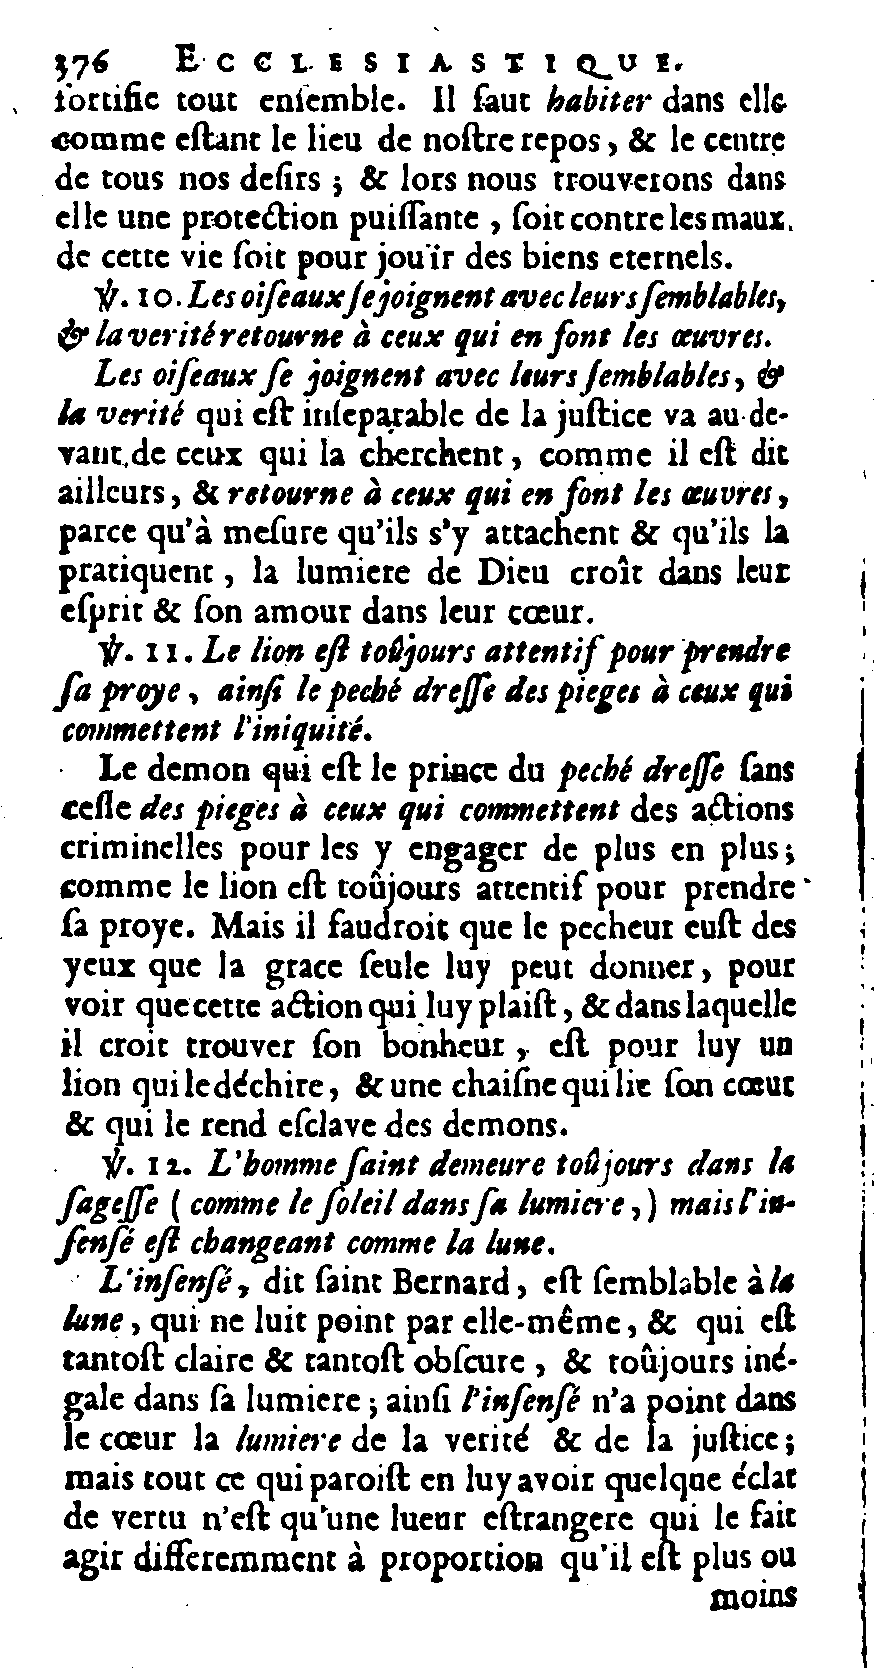 376 ECCLESIASTIQUE.
fortifie tout enſemble. Il faut habiter dans elle
comme eſtant le lieu de noſtre repos, & le centre
de tous nos deſirs ; & lors nous trouverons dans
elle une protection puiſſante , ſoit contre les maux
de cette vie ſoit pour jouïr des biens eternels.
℣. 10. Les oiſeaux ſe joignent avec leurs ſemblables,
& la verité retourne à ceux qui en font les œuvres.
Les oiſeaux ſe joignent avec leurs ſemblables, &
la verité qui eſt inſeparable de la juſtice va au-de-
vant de ceux qui la cherchent, comme il eſt dit
ailleurs, & retourne à ceux qui en font les œuvres,
parce qu'à meſure qu'ils s'y attachent & qu'ils la
pratiquent , la lumiere de Dieu croît dans leur
eſprit & ſon amour dans leur cœur.
℣. 11. Le lion eſt toûjours attentif pour prendre
ſa proye, ainſi le peché dreſſe des pieges à ceux qui
commettent l'iniquité.
Le demon qui eſt le prince du peché dreſſe ſans
ceſſe des pieges à ceux qui commettent des actions
criminelles pour les y engager de plus en plus;
comme le lion eſt toûjours attentif pour prendre
ſa proye. Mais il faudroit que le pecheur euſt des
yeux que la grace ſeule luy peut donner, pour
voir que cette action qui luy plaiſt, & dans laquelle
il croit trouver ſon bonheur , eſt pour luy un
lion qui le déchire, & une chaiſne qui lie ſon cœur
& qui le rend eſclave des demons.
℣. 12. L'homme ſaint demeure toûjours dans la
ſageſſe ( comme le ſoleil dans ſa lumiere ,) mais l'in-
ſenſé eſt changeant comme la lune.
L'inſenſé, dit ſaint Bernard, eſt ſemblable à la
lune , qui ne luit point par elle-même, & qui eſt
tantoſt claire & tantoſt obſcure , & toûjours iné-
gale dans ſa lumiere ; ainſi l'inſenſé n'a point dans
le cœur la lumiere de la verité & de la juſtice;
mais tout ce qui paroiſt en luy avoir quelque éclat
de vertu n'eſt qu'une lueur eſtrangere qui le fait
agir differemment à proportion qu'il eſt plus ou
moins